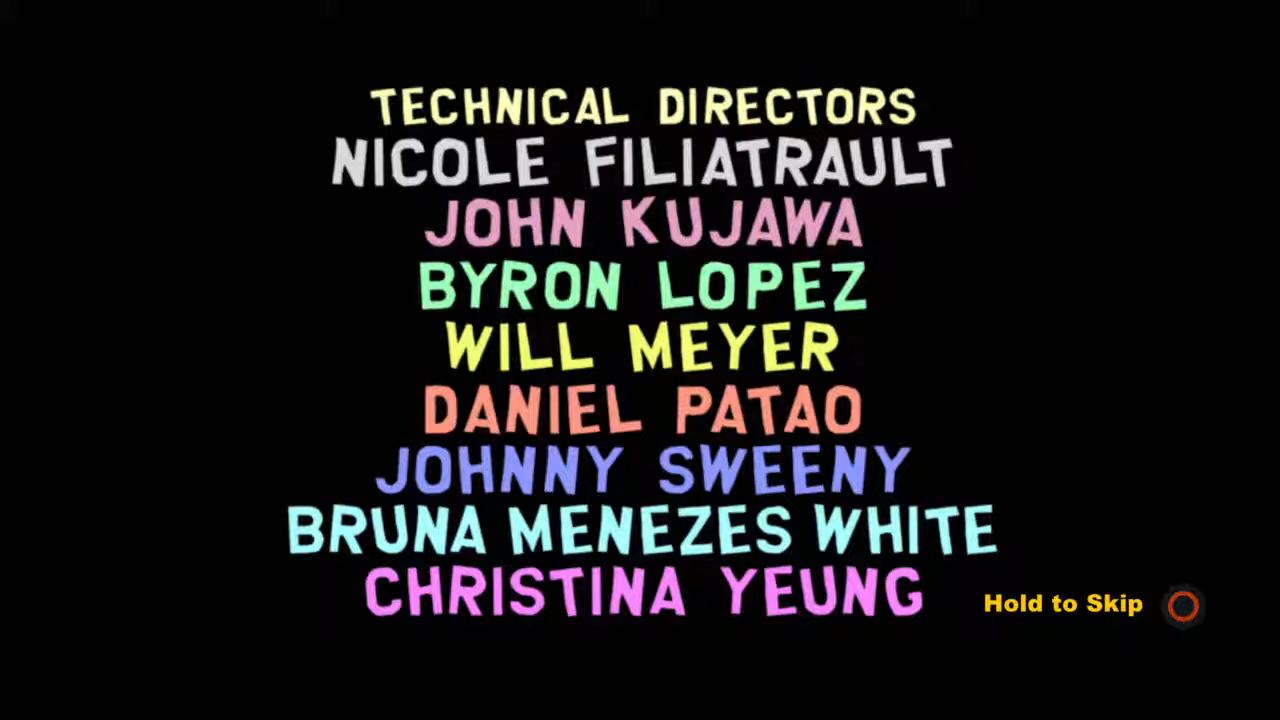 TECHNICAL DIRECTORS
NICOLE FILIATRAULT
JOHN KUJAWA
BYRON LOPEZ
WILL MEYER
DANIEL PATAO
JOHNNY SWEENY
BRUNA MENEZES WHITE
CHRISTINA YEUNG
Hold to Skip